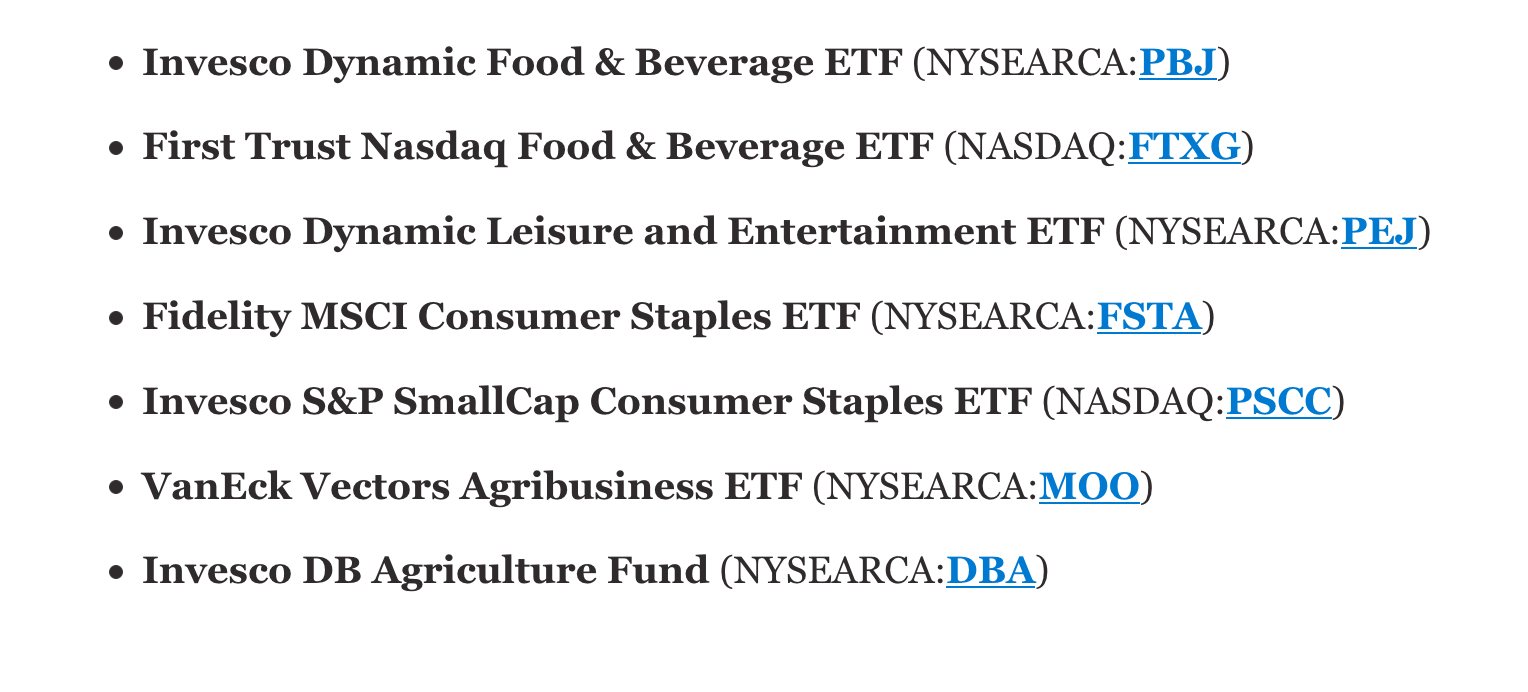 • Invesco Dynamic Food & Beverage ETF (NYSEARCA:PBJ)
• First Trust Nasdaq Food & Beverage ETF (NASDAQ:FTXG)
• Invesco Dynamic Leisure and Entertainment ETF (NYSEARCA:PEJ)
• Fidelity MSCI Consumer Staples ETF (NYSEARCA:FSTA)
• Invesco S&P SmallCap Consumer Staples ETF (NASDAQ:PSCC)
• VanEck Vectors Agribusiness ETF (NYSEARCA:MOO)
• Invesco DB Agriculture Fund (NYSEARCA:DBA)